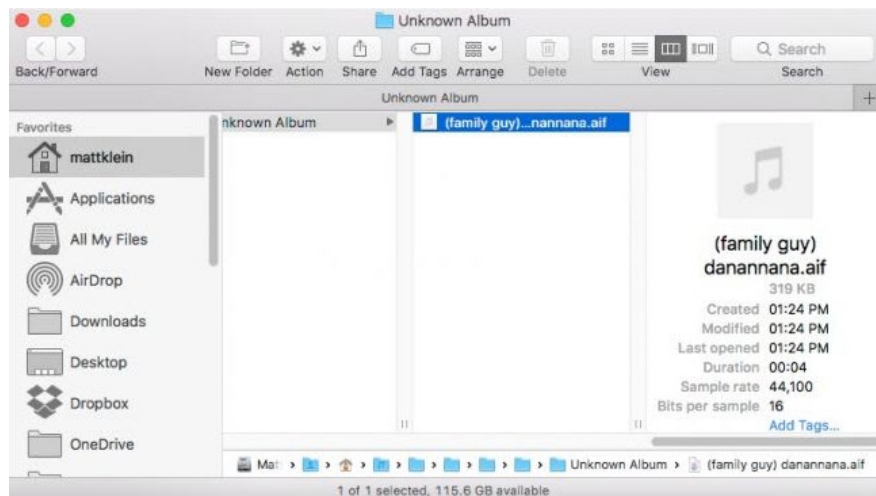 Unknown Album
Back/Forward
New Folder
Action
Share
Add Tags
Arrange
Delete
View
Search
Search
Unknown Album
+
Favorites
mattklein
Applications
All My Files
AirDrop
Downloads
Desktop
Dropbox
OneDrive
nknown Album
(family guy)...nannana.aif
(family guy)
danannana.aif
319 KB
Created 01:24 PM
Modified 01:24 PM
Last opened 01:24 PM
Duration 00:04
Sample rate 44,100
Bits per sample 16
Add Tags...
Mat
Unknown Album
(family guy) danannana.aif
1 of 1 selected, 115.6 GB available